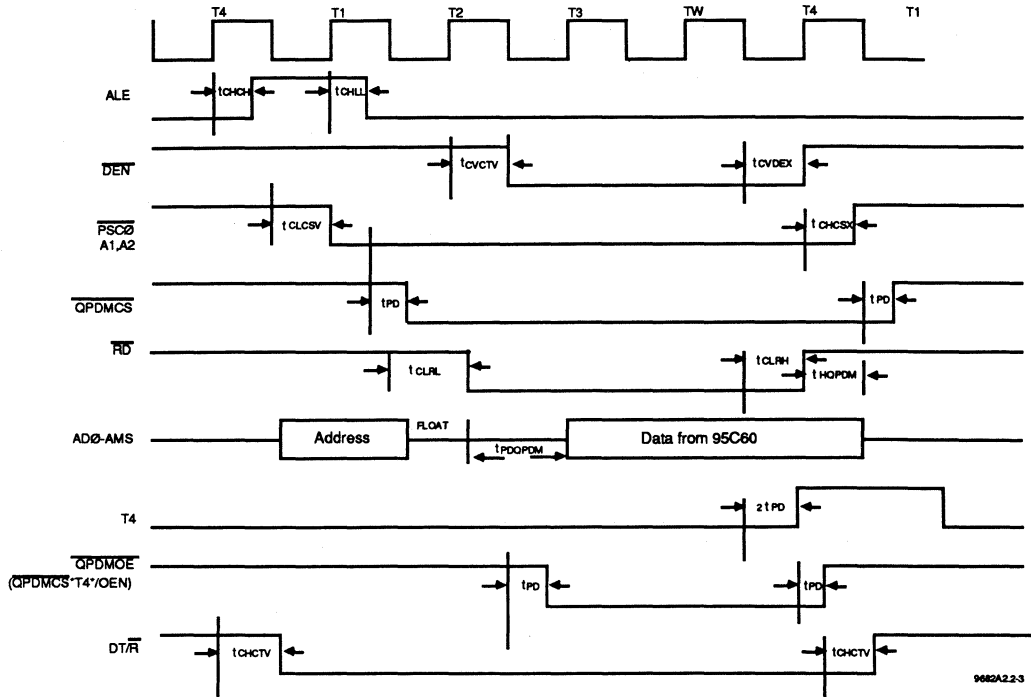 T4 T1 T2 T3 TW T4 T1
ALE tCHCH tCHLL
DEN tCVCTV tCVDEX
PSCØ tCLCSV tCHCSX
A1,A2
QPDMCS tPD tPD
RD tCLRL tCLRH
tHQPDM
ADØ-AMS Address FLOAT Data from 95C60
tPDQPDM
T4 2 tPD
QPDMOE tPD tPD
(QPDMCS*T4*/OEN)
DT/R tCHCTV tCHCTV
9682A2.2-3